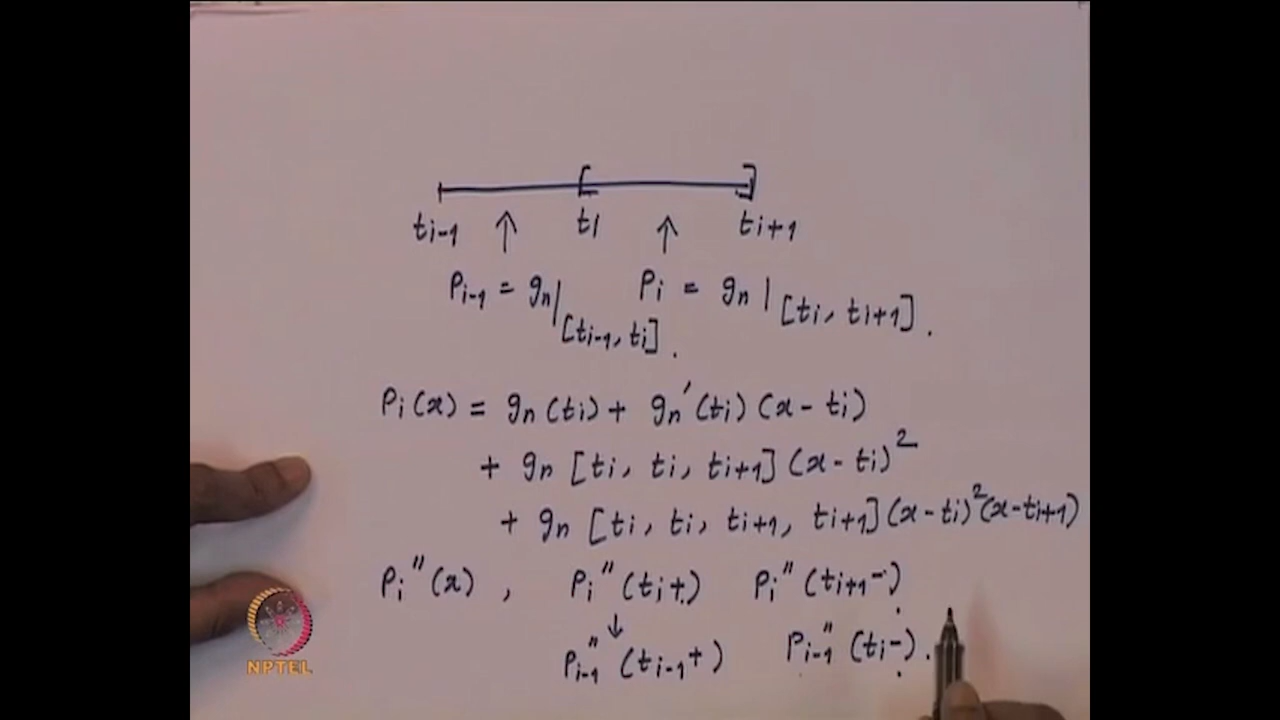 ti-1 ti ti+1
Pi-1 = gn|[ti-1, ti]. Pi = gn|[ti, ti+1].
Pi(x) = gn(ti) + gn'(ti)(x - ti)
+ gn[ti, ti, ti+1](x - ti)²
+ gn[ti, ti, ti+1, ti+1](x - ti)²(x - ti+1)
Pi''(x), Pi''(ti+) Pi''(ti+1-)
↓
Pi-1''(ti-1+) Pi-1''(ti-).
NPTEL